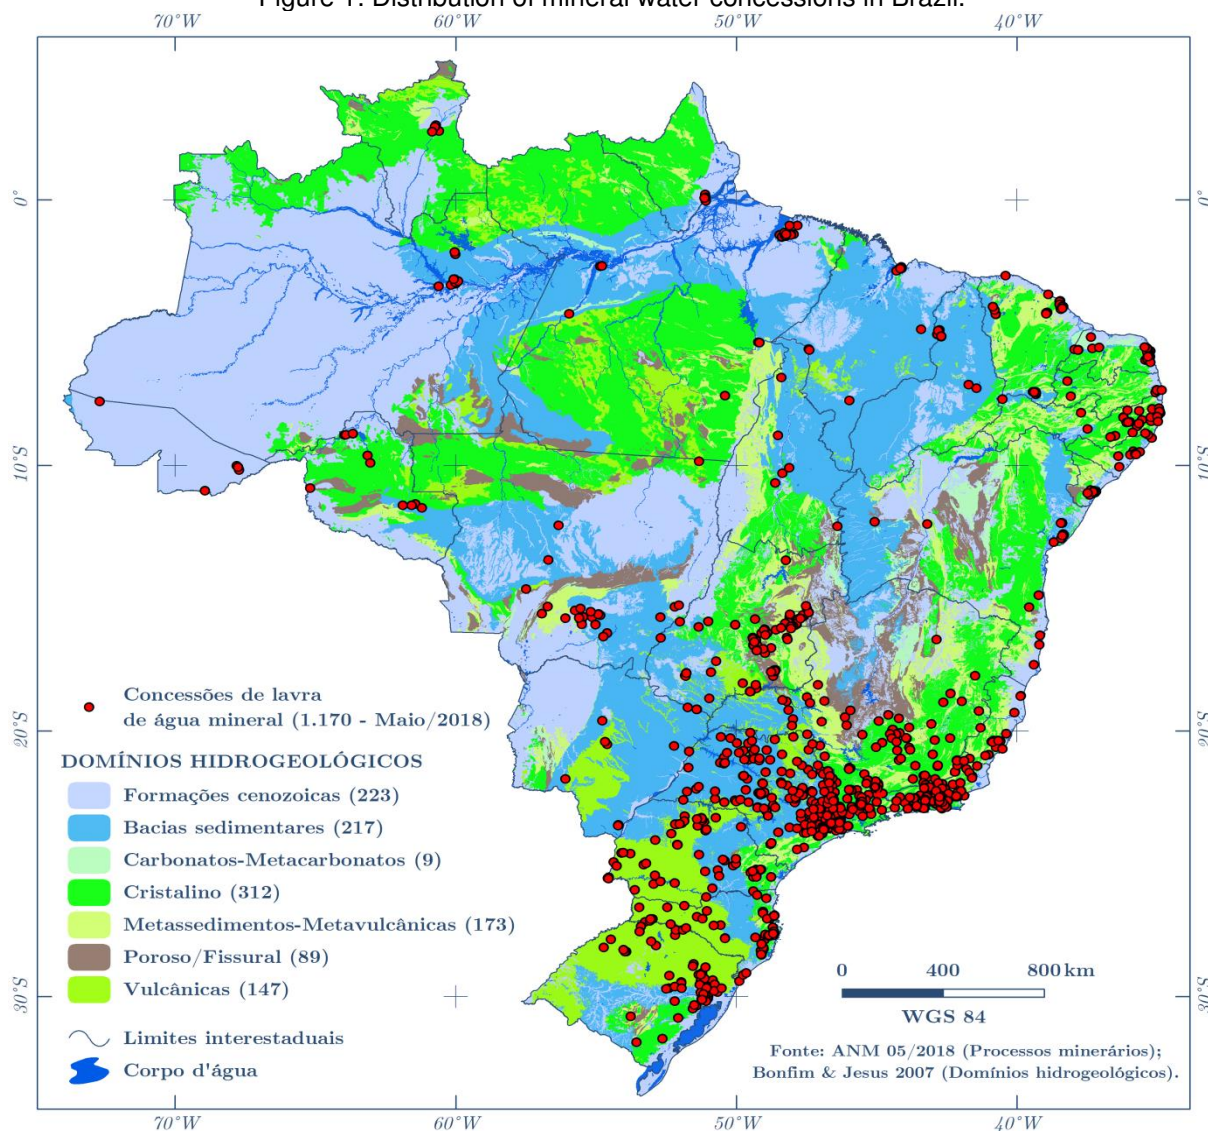 Figure 1. Distribution of mineral water concessions in Brazil.
70°W 60°W 50°W 40°W
0° 0°
10°S 10°S
20°S 20°S
30°S 30°S
Concessões de lavra
de água mineral (1.170 - Maio/2018)
DOMÍNIOS HIDROGEOLÓGICOS
Formações cenozoicas (223)
Bacias sedimentares (217)
Carbonatos-Metacarbonatos (9)
Cristalino (312)
Metassedimentos-Metavulcânicas (173)
Poroso/Fissural (89)
Vulcânicas (147)
Limites interestaduais
Corpo d'água
0 400 800 km
WGS 84
Fonte: ANM 05/2018 (Processos minerários);
Bonfim & Jesus 2007 (Domínios hidrogeológicos).
70°W 60°W 50°W 40°W